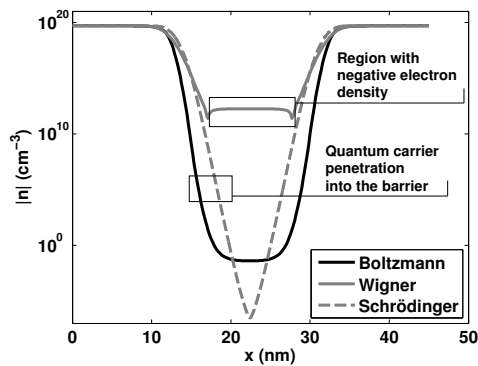 10^20
10^10
10^0
|n| (cm^-3)
Region with
negative electron
density
Quantum carrier
penetration
into the barrier
Boltzmann
Wigner
Schrödinger
0 10 20 30 40 50
x (nm)